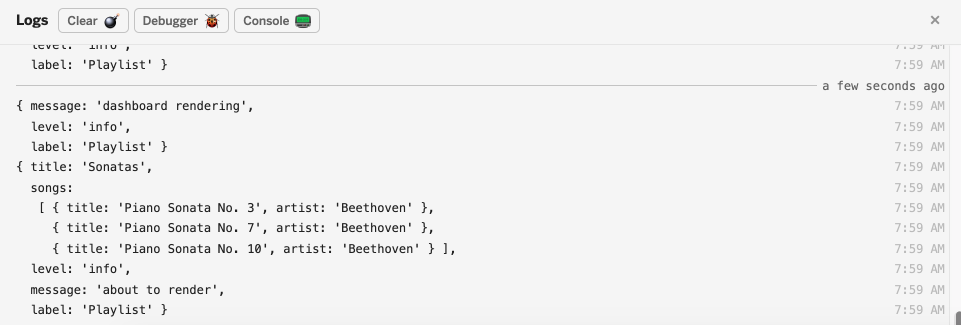 Logs Clear Debugger Console ×
level: 'info', 7:59 AM
label: 'Playlist' } 7:59 AM
a few seconds ago
{ message: 'dashboard rendering', 7:59 AM
level: 'info', 7:59 AM
label: 'Playlist' } 7:59 AM
{ title: 'Sonatas', 7:59 AM
songs: 7:59 AM
[ { title: 'Piano Sonata No. 3', artist: 'Beethoven' }, 7:59 AM
{ title: 'Piano Sonata No. 7', artist: 'Beethoven' }, 7:59 AM
{ title: 'Piano Sonata No. 10', artist: 'Beethoven' } ], 7:59 AM
level: 'info', 7:59 AM
message: 'about to render', 7:59 AM
label: 'Playlist' } 7:59 AM